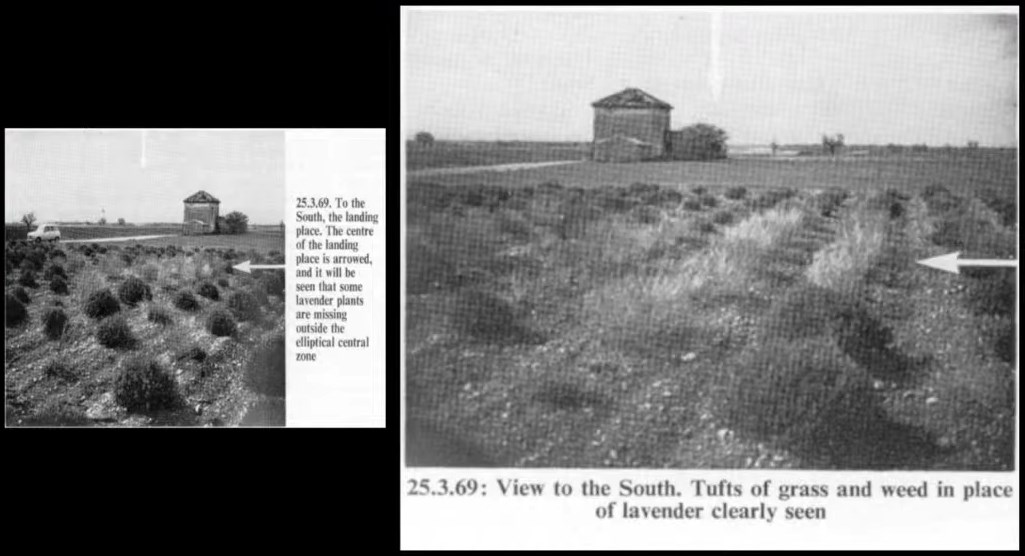 25.3.69. To the
South, the landing
place. The centre
of the landing
place is arrowed,
and it will be
seen that some
lavender plants
are missing
outside the
elliptical central
zone
25.3.69: View to the South. Tufts of grass and weed in place
of lavender clearly seen